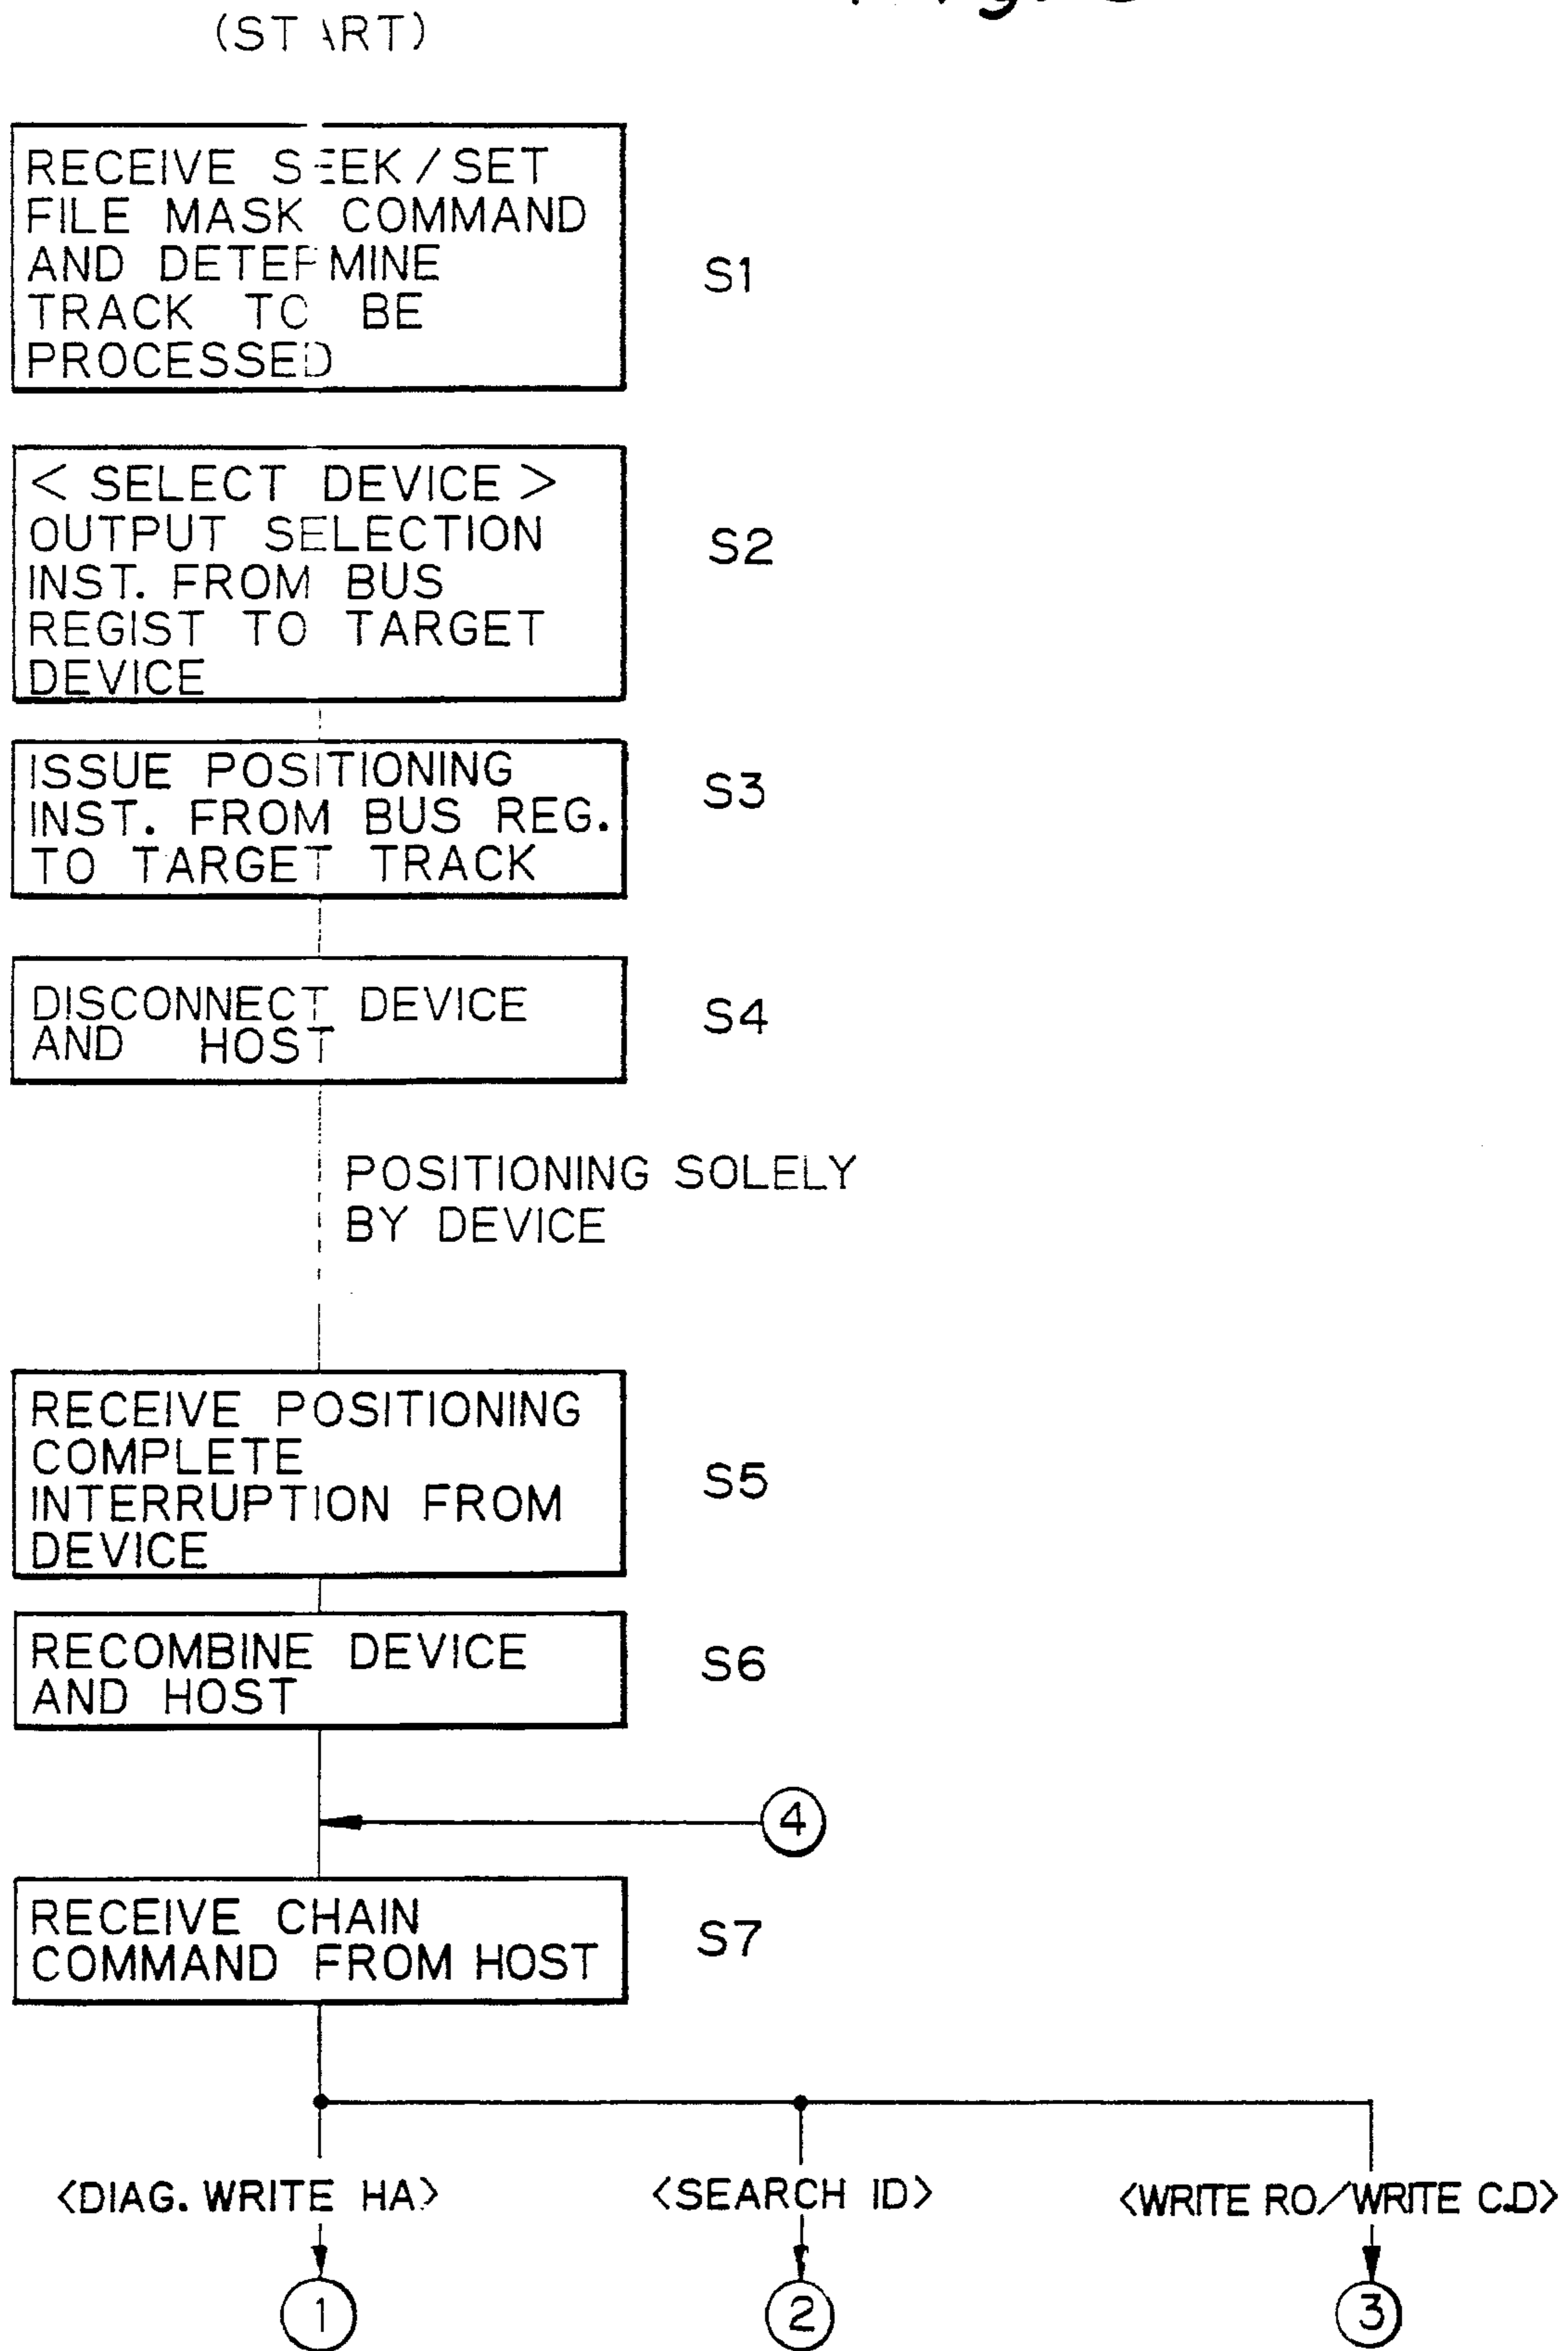 (START)
RECEIVE SEEK/SET
FILE MASK COMMAND
AND DETERMINE
TRACK TO BE
PROCESSED
S1
< SELECT DEVICE >
OUTPUT SELECTION
INST. FROM BUS
REGIST TO TARGET
DEVICE
S2
ISSUE POSITIONING
INST. FROM BUS REG.
TO TARGET TRACK
S3
DISCONNECT DEVICE
AND HOST
S4
POSITIONING SOLELY
BY DEVICE
RECEIVE POSITIONING
COMPLETE
INTERRUPTION FROM
DEVICE
S5
RECOMBINE DEVICE
AND HOST
S6
4
RECEIVE CHAIN
COMMAND FROM HOST
S7
<DIAG. WRITE HA>
<SEARCH ID>
<WRITE RO/WRITE C.D>
1
2
3